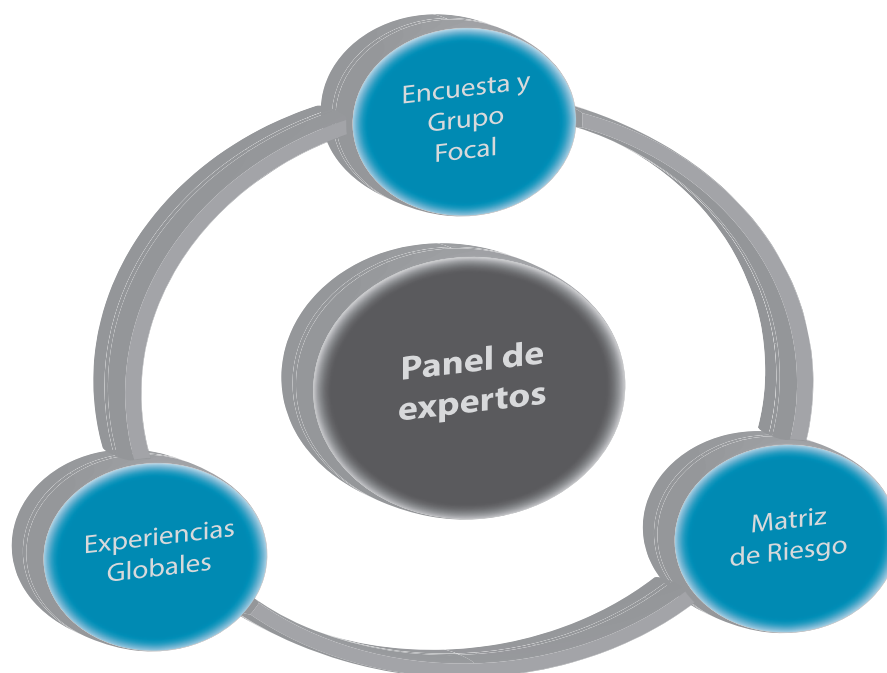 Encuesta y
Grupo
Focal
Panel de
expertos
Experiencias
Globales
Matriz
de Riesgo